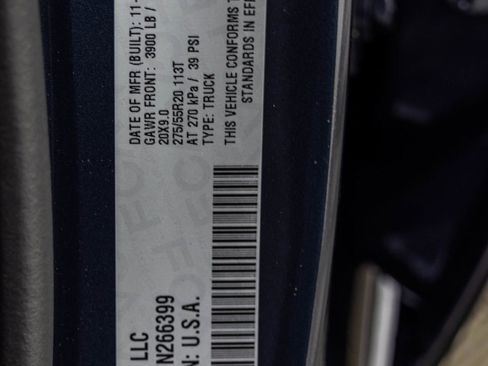 DATE OF MFR (BUILT): 11-
GAWR FRONT: 3900 LB /
20X9.0
275/55R20 113T
AT 270 kPa / 39 PSI
TYPE: TRUCK
THIS VEHICLE CONFORMS T
STANDARDS IN EFF
LLC
N266399
N: U.S.A.